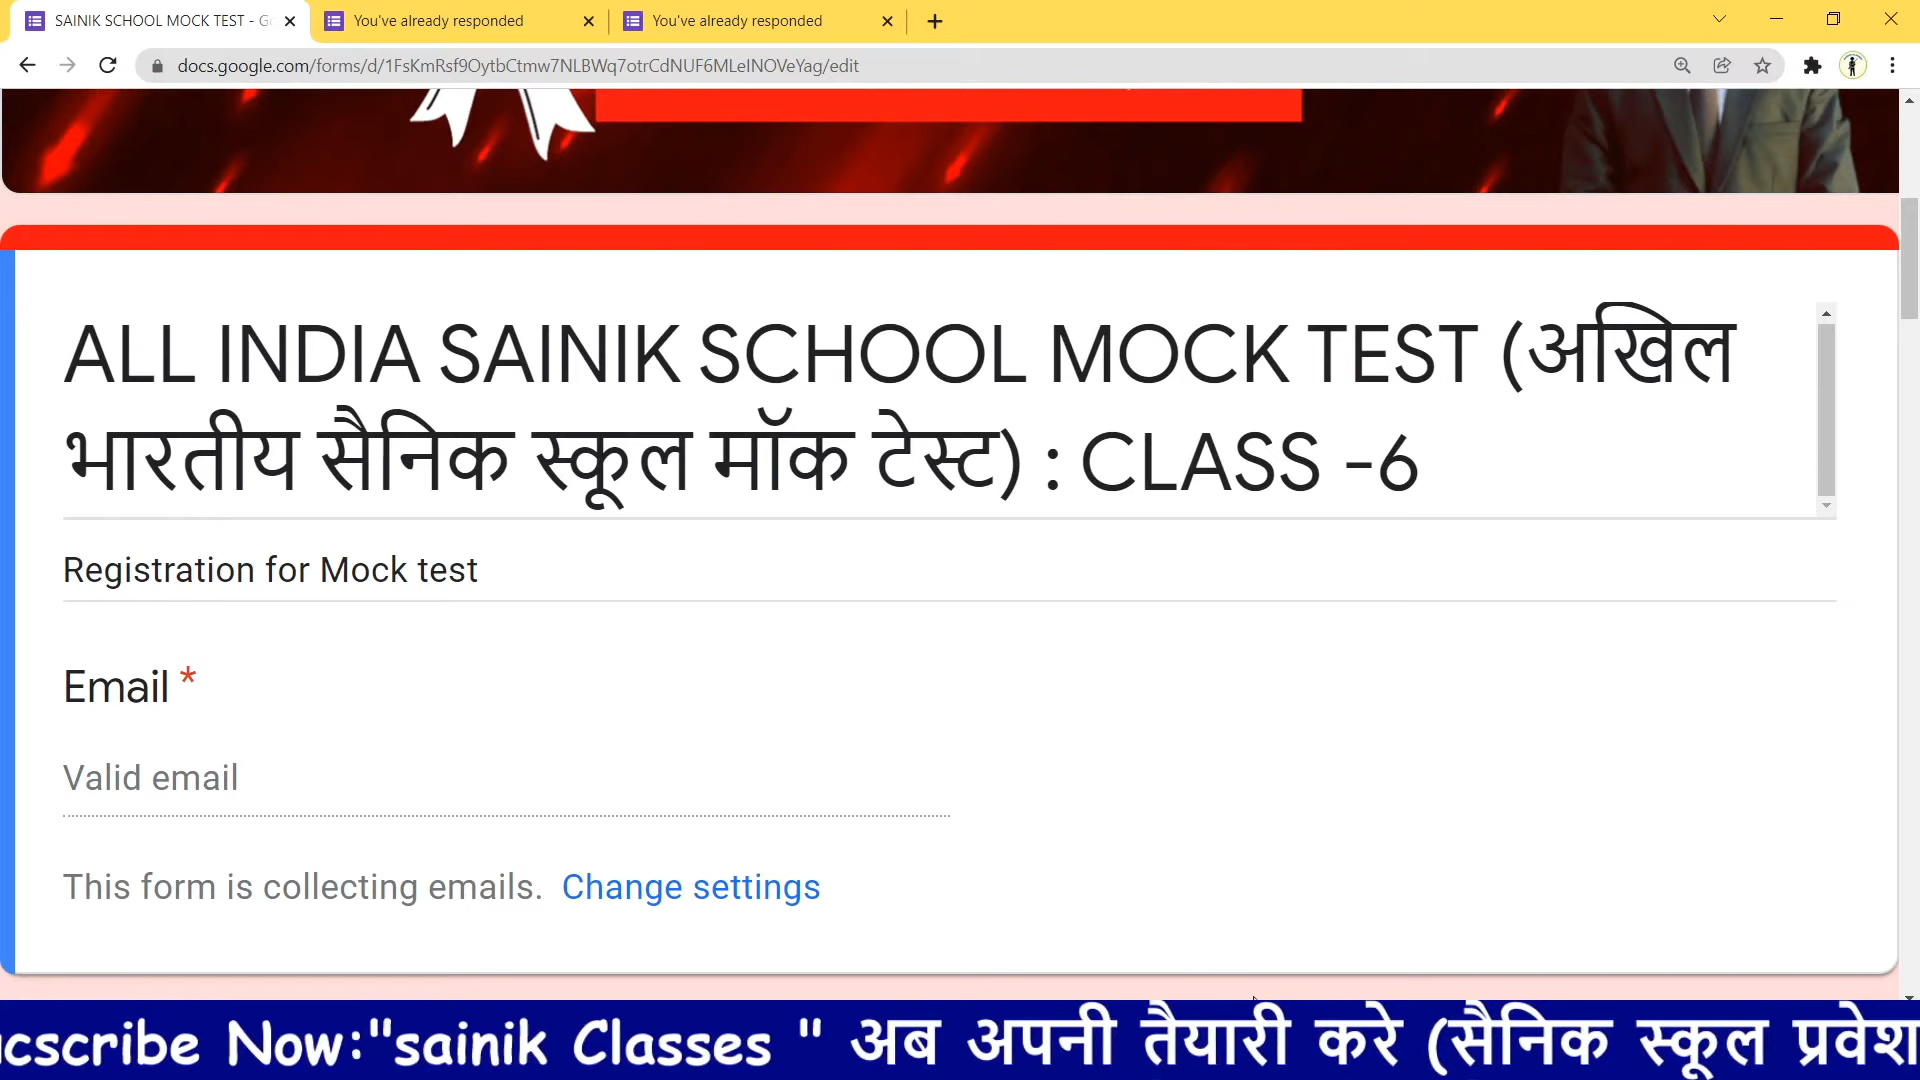 SAINIK SCHOOL MOCK TEST - Go
You've already responded
You've already responded
docs.google.com/forms/d/1FsKmRsf9OytbCtmw7NLBWq7otrCdNUF6MLeINOVeYag/edit
ALL INDIA SAINIK SCHOOL MOCK TEST (अखिल
भारतीय सैनिक स्कूल मॉक टेस्ट) : CLASS -6
Registration for Mock test
Email *
Valid email
This form is collecting emails. Change settings
cscribe Now:"sainik Classes " अब अपनी तैयारी करे (सैनिक स्कूल प्रवेश